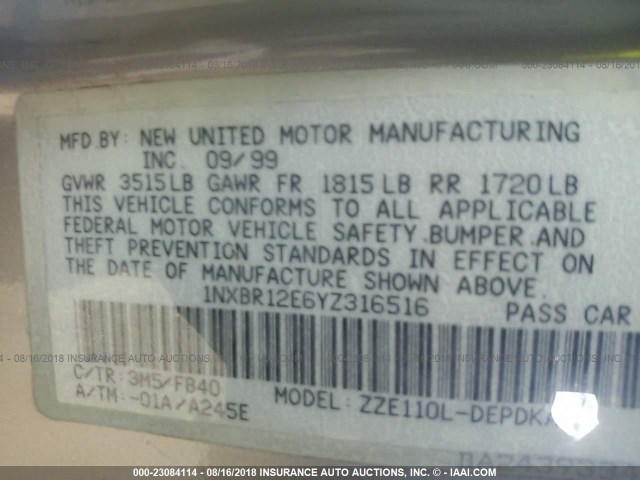 MFD.BY: NEW UNITED MOTOR MANUFACTURING
INC. 09/99
GVWR 3515LB GAWR FR 1815LB RR 1720LB
THIS VEHICLE CONFORMS TO ALL APPLICABLE
FEDERAL MOTOR VEHICLE SAFETY,BUMPER,AND
THEFT PREVENTION STANDARDS IN EFFECT ON
THE DATE OF MANUFACTURE SHOWN ABOVE.
1NXBR12E6YZ316516 PASS CAR
C/TR: 3M5/FB40
A/TM: -01A/A245E
MODEL: ZZE110L-DEPDKA
000-23084114 - 08/16/2018 INSURANCE AUTO AUCTIONS, INC. - © IAAI.COM